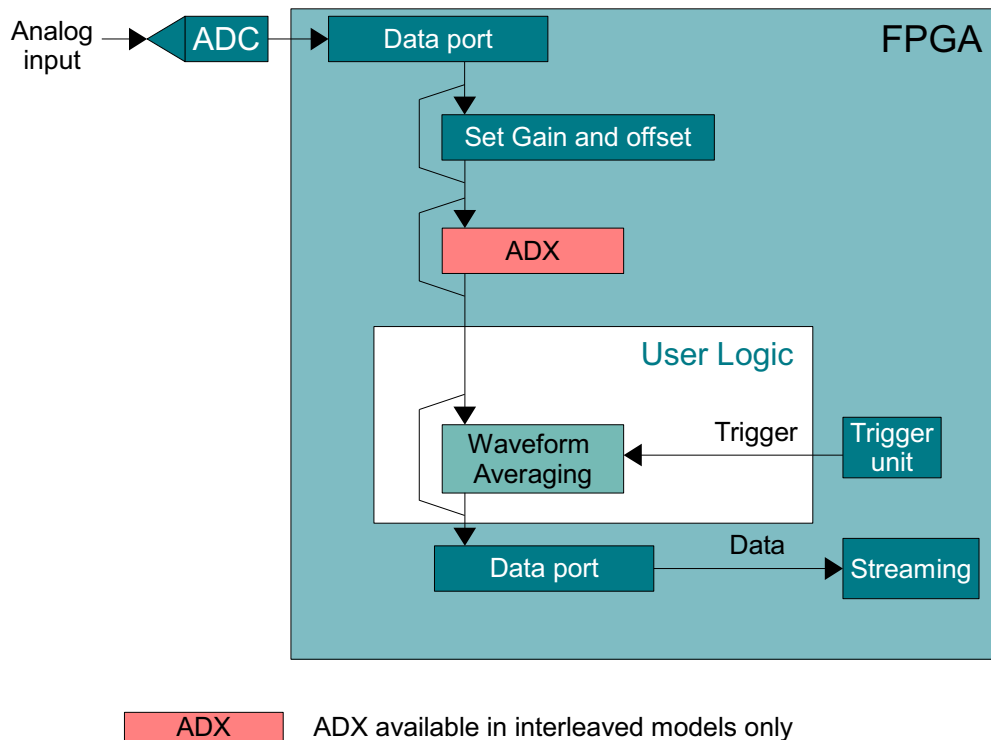 Analog
input
ADC
Data port
FPGA
Set Gain and offset
ADX
User Logic
Waveform
Averaging
Trigger
Trigger
unit
Data port
Data
Streaming
ADX
ADX available in interleaved models only